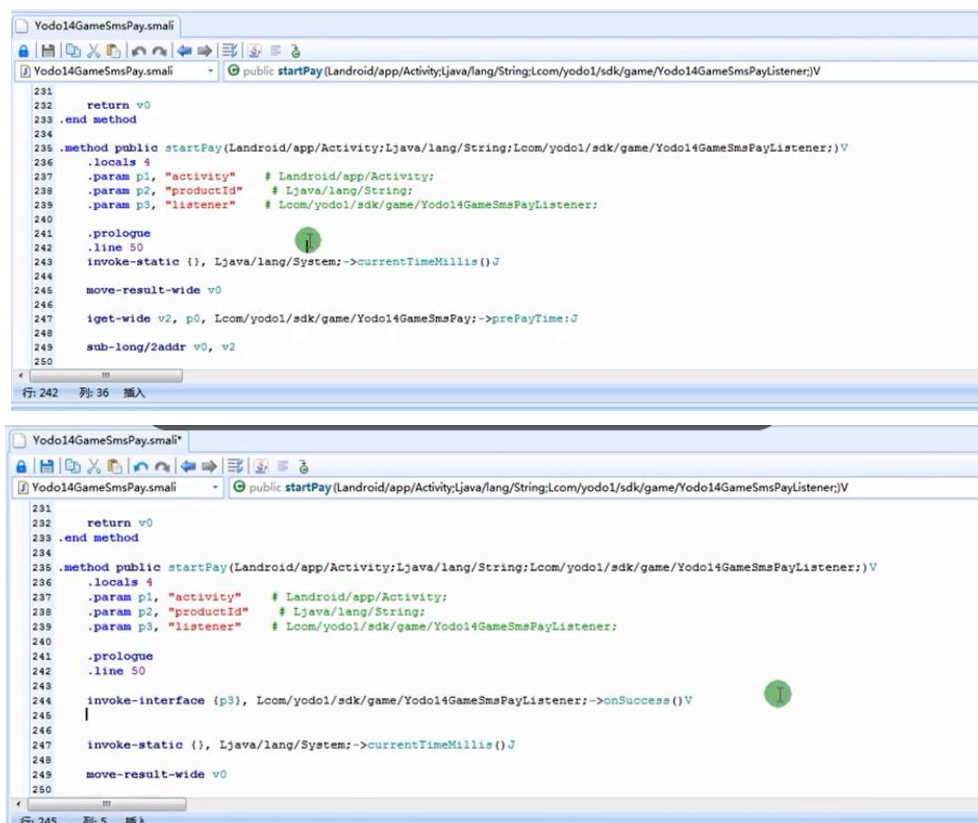 Yodo14GameSmsPay.smali
Yodo14GameSmsPay.smali public startPay(Landroid/app/Activity;Ljava/lang/String;Lcom/yodo1/sdk/game/Yodo14GameSmsPayListener;)V
231
232 return v0
233 .end method
234
235 .method public startPay(Landroid/app/Activity;Ljava/lang/String;Lcom/yodo1/sdk/game/Yodo14GameSmsPayListener;)V
236 .locals 4
237 .param p1, "activity" # Landroid/app/Activity;
238 .param p2, "productId" # Ljava/lang/String;
239 .param p3, "listener" # Lcom/yodo1/sdk/game/Yodo14GameSmsPayListener;
240
241 .prologue
242 .line 50
243 invoke-static {}, Ljava/lang/System;->currentTimeMillis()J
244
245 move-result-wide v0
246
247 iget-wide v2, p0, Lcom/yodo1/sdk/game/Yodo14GameSmsPay;->prePayTime:J
248
249 sub-long/2addr v0, v2
250
行: 242 列: 36 插入
Yodo14GameSmsPay.smali*
Yodo14GameSmsPay.smali public startPay(Landroid/app/Activity;Ljava/lang/String;Lcom/yodo1/sdk/game/Yodo14GameSmsPayListener;)V
231
232 return v0
233 .end method
234
235 .method public startPay(Landroid/app/Activity;Ljava/lang/String;Lcom/yodo1/sdk/game/Yodo14GameSmsPayListener;)V
236 .locals 4
237 .param p1, "activity" # Landroid/app/Activity;
238 .param p2, "productId" # Ljava/lang/String;
239 .param p3, "listener" # Lcom/yodo1/sdk/game/Yodo14GameSmsPayListener;
240
241 .prologue
242 .line 50
243
244 invoke-interface {p3}, Lcom/yodo1/sdk/game/Yodo14GameSmsPayListener;->onSuccess()V
245
246
247 invoke-static {}, Ljava/lang/System;->currentTimeMillis()J
248
249 move-result-wide v0
250
行: 245 列: 5 插入